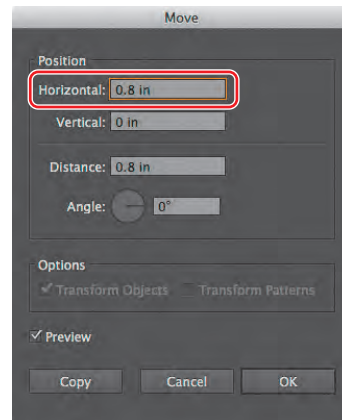 Move
Position
Horizontal: 0.8 in
Vertical: 0 in
Distance: 0.8 in
Angle: 0°
Options
Transform Objects Transform Patterns
Preview
Copy Cancel OK